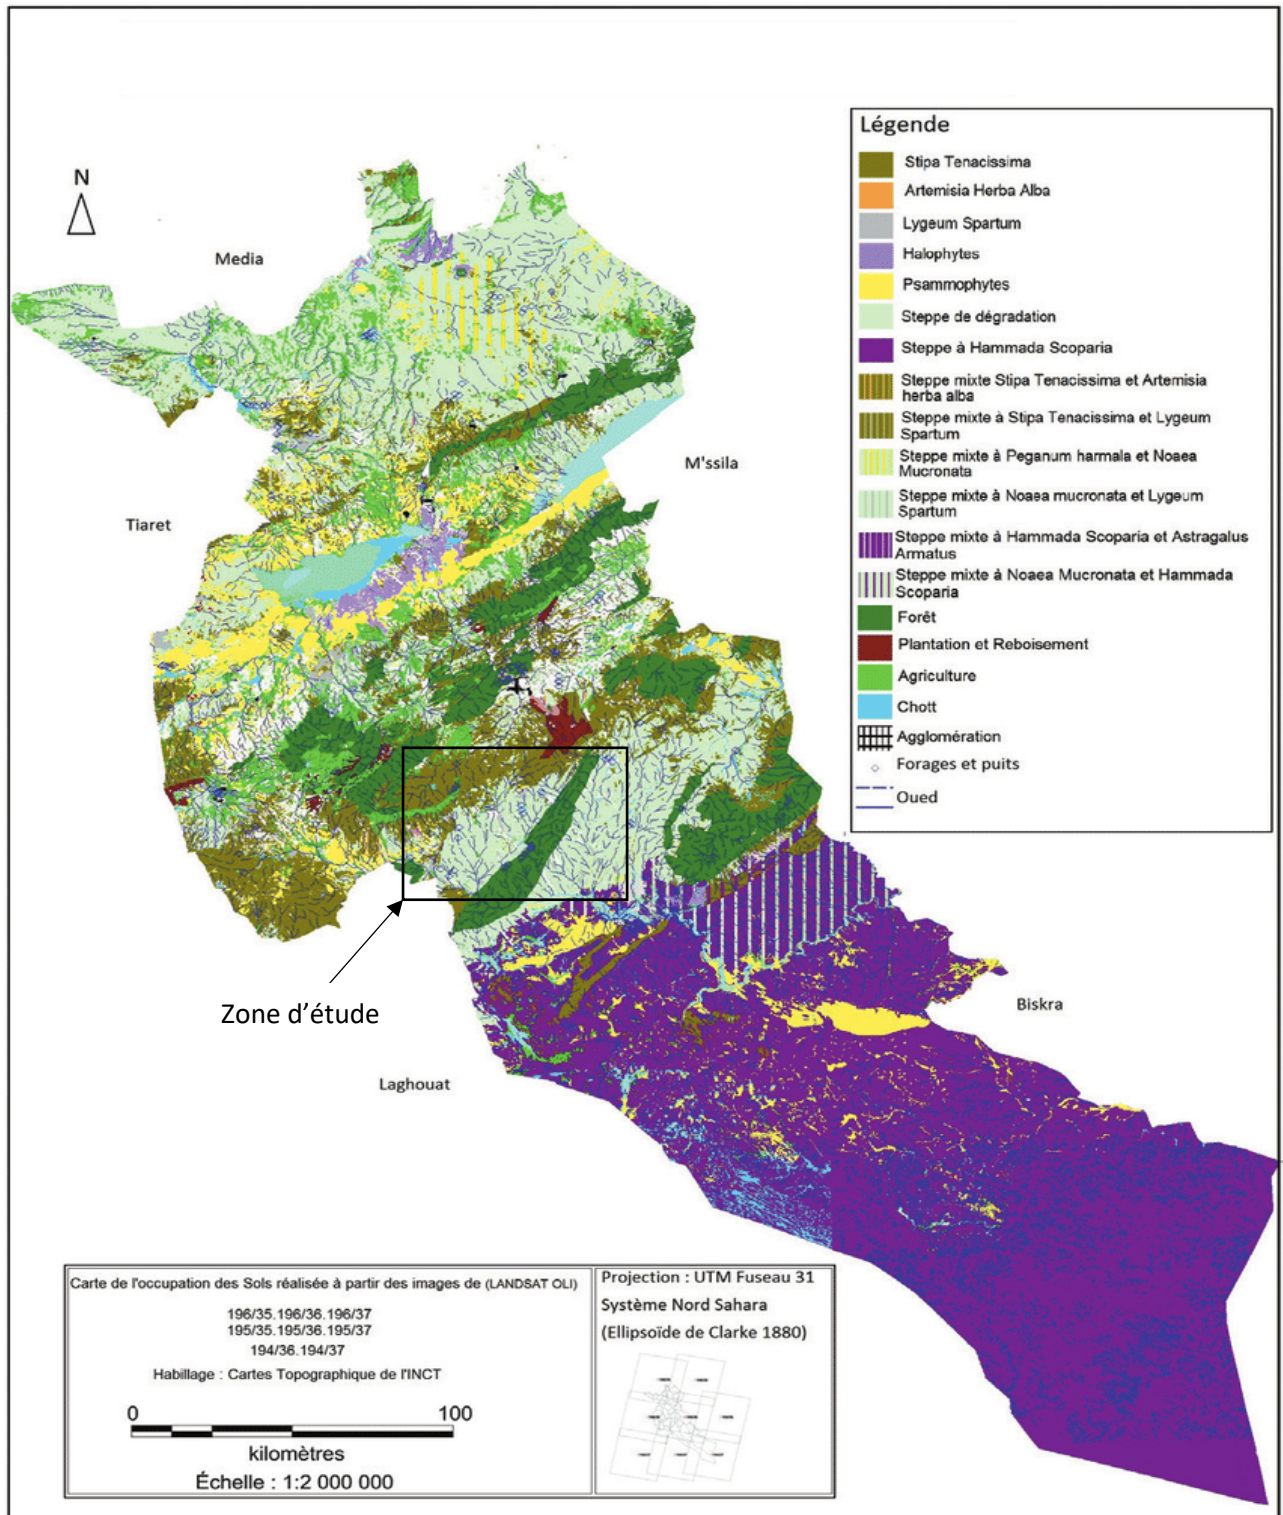 Légende
Stipa Tenacissima
Artemisia Herba Alba
Lygeum Spartum
Halophytes
Psammophytes
Steppe de dégradation
Steppe à Hammada Scoparia
Steppe mixte Stipa Tenacissima et Artemisia
herba alba
Steppe mixte à Stipa Tenacissima et Lygeum
Spartum
Steppe mixte à Peganum harmala et Noaea
Mucronata
Steppe mixte à Noaea mucronata et Lygeum
Spartum
Steppe mixte à Hammada Scoparia et Astragalus
Armatus
Steppe mixte à Noaea Mucronata et Hammada
Scoparia
Forêt
Plantation et Reboisement
Agriculture
Chott
Agglomération
Forages et puits
Oued
N
Media
M'ssila
Tiaret
Zone d'étude
Biskra
Laghouat
Carte de l'occupation des Sols réalisée à partir des images de (LANDSAT OLI)
196/35.196/36.196/37
195/35.195/36.195/37
194/36.194/37
Habillage : Cartes Topographique de l'INCT
0 100
kilomètres
Échelle : 1:2 000 000
Projection : UTM Fuseau 31
Système Nord Sahara
(Ellipsoïde de Clarke 1880)